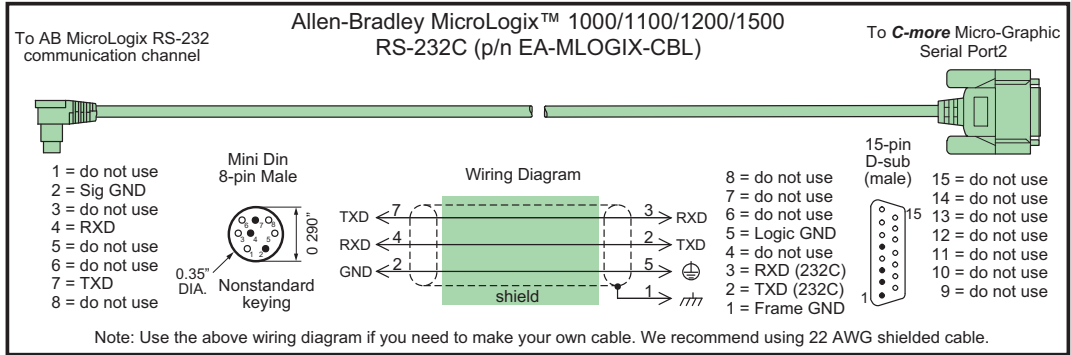 Allen-Bradley MicroLogix™ 1000/1100/1200/1500
RS-232C (p/n EA-MLOGIX-CBL)
To AB MicroLogix RS-232
communication channel
To C-more Micro-Graphic
Serial Port2
1 = do not use
2 = Sig GND
3 = do not use
4 = RXD
5 = do not use
6 = do not use
7 = TXD
8 = do not use
Mini Din
8-pin Male
6 7 8
3 4 5
1 2
0 290"
0.35"
DIA.
Nonstandard
keying
Wiring Diagram
TXD 7 3 RXD
RXD 4 2 TXD
GND 2 5
1
shield
8 = do not use
7 = do not use
6 = do not use
5 = Logic GND
4 = do not use
3 = RXD (232C)
2 = TXD (232C)
1 = Frame GND
15-pin
D-sub
(male)
15
1
15 = do not use
14 = do not use
13 = do not use
12 = do not use
11 = do not use
10 = do not use
9 = do not use
Note: Use the above wiring diagram if you need to make your own cable. We recommend using 22 AWG shielded cable.